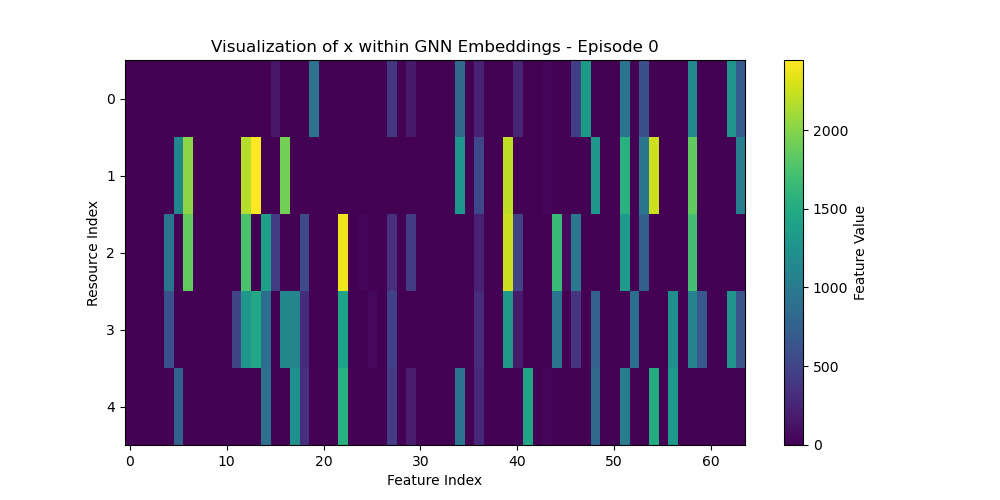 Visualization of x within GNN Embeddings - Episode 0
0
1
2
3
4
Resource Index
0 10 20 30 40 50 60
Feature Index
2000
1500
1000
500
0
Feature Value